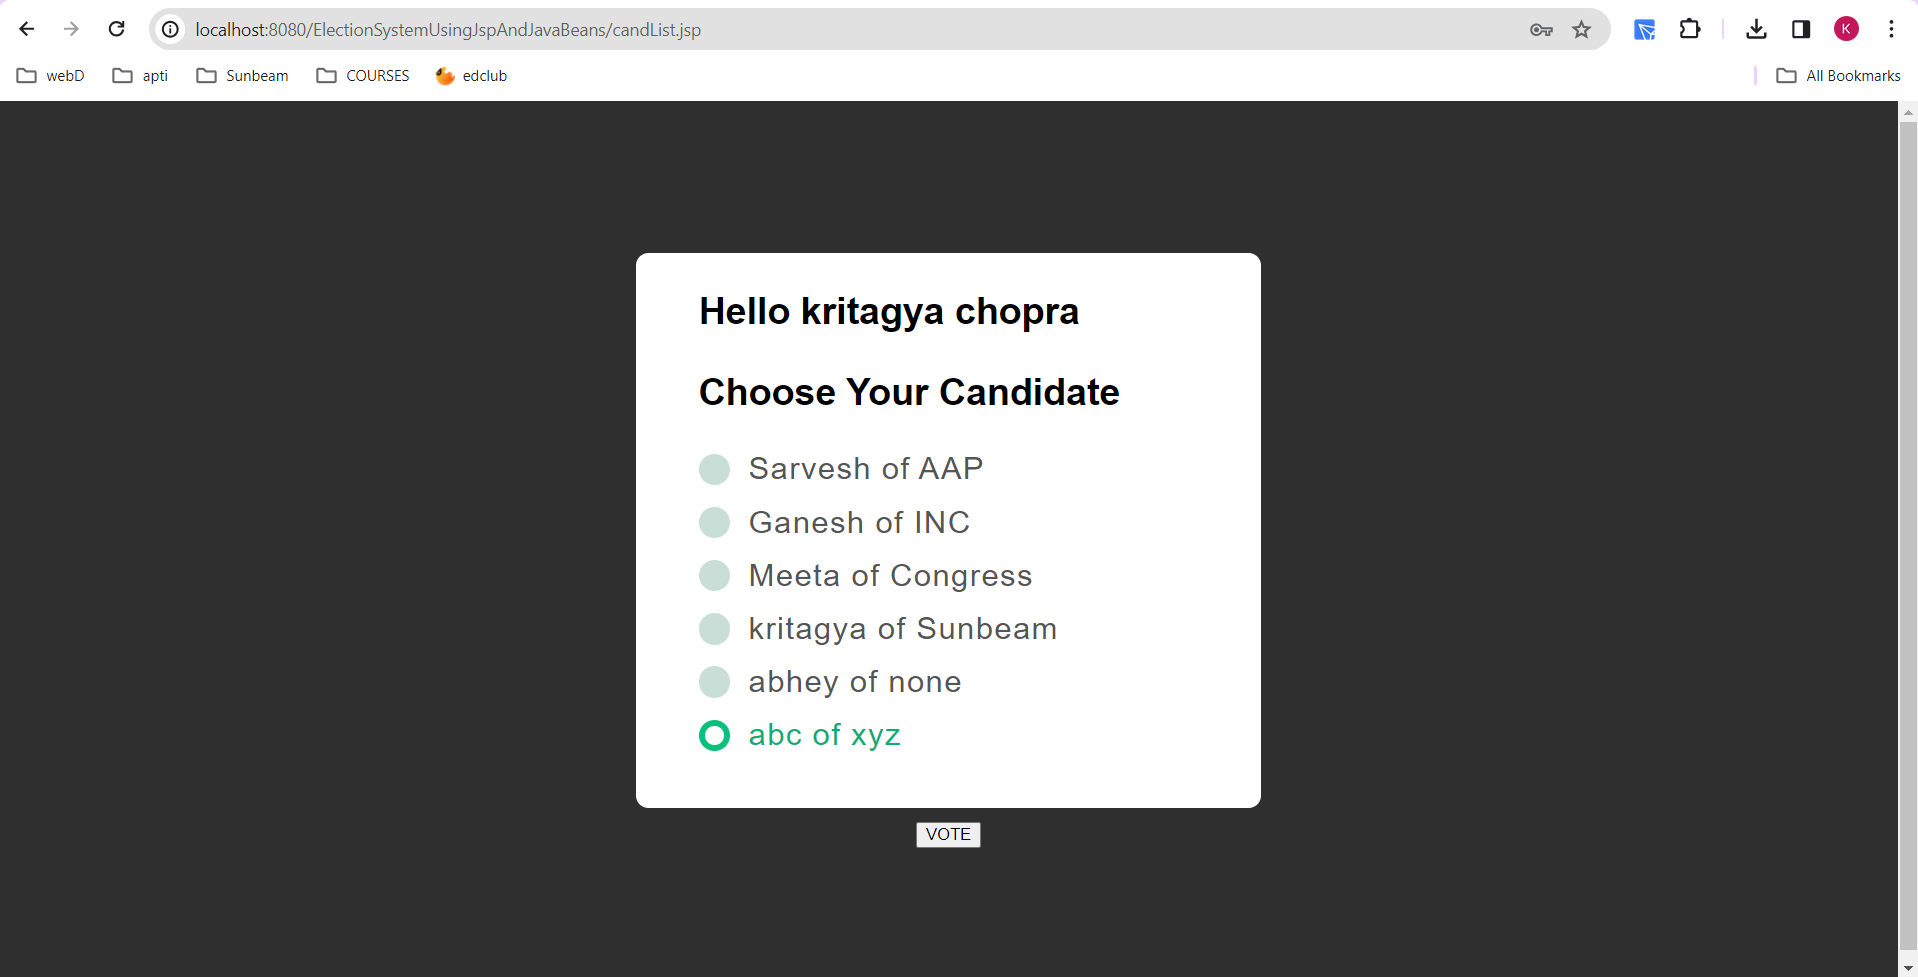 localhost:8080/ElectionSystemUsingJspAndJavaBeans/candList.jsp
K
webD apti Sunbeam COURSES edclub All Bookmarks
Hello kritagya chopra
Choose Your Candidate
Sarvesh of AAP
Ganesh of INC
Meeta of Congress
kritagya of Sunbeam
abhey of none
abc of xyz
VOTE